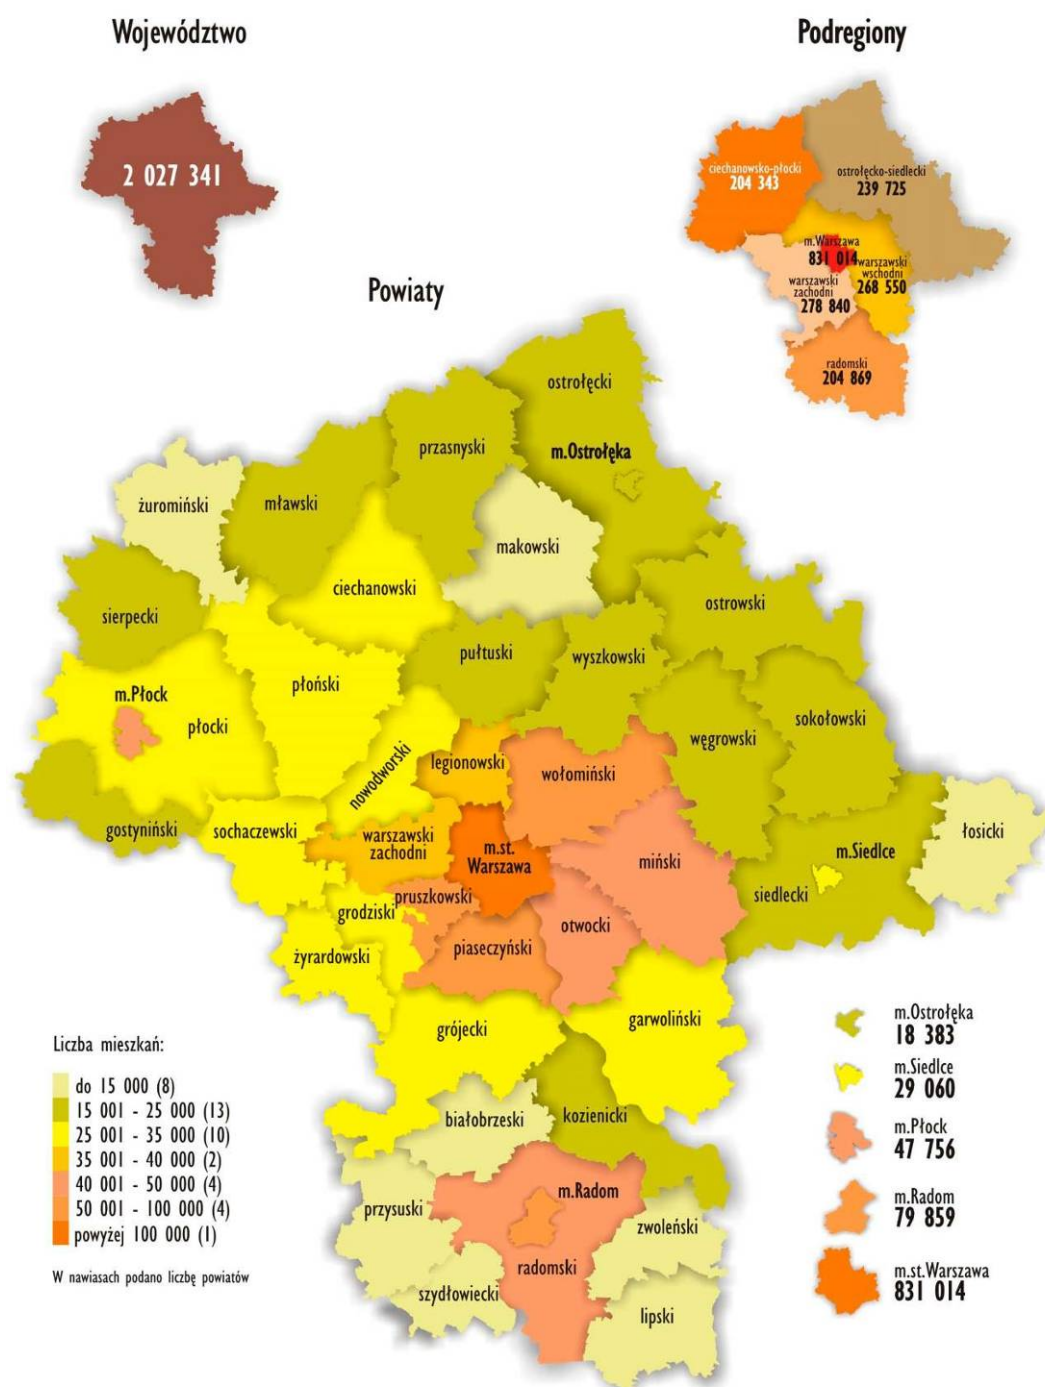 Województwo
2 027 341
Podregiony
ciechanowsko-płocki
204 343
ostrołęcko-siedlecki
239 725
m.Warszawa
831 014
warszawski
wschodni
268 550
warszawski
zachodni
278 840
radomski
204 869
Powiaty
ostrołęcki
m.Ostrołęka
przasnyski
żuromiński
mławski
makowski
ciechanowski
sierpecki
ostrowski
pułtuski
wyszkowski
płoński
m.Płock
płocki
sokołowski
węgrowski
nowodworski
legionowski
wołomiński
gostyniński
sochaczewski
warszawski
zachodni
m.st.
Warszawa
miński
m.Siedlce
siedlecki
łosicki
pruszkowski
grodziski
otwocki
piaseczyński
żyrardowski
grójecki
garwoliński
białobrzeski
kozienicki
przysuski
m.Radom
zwoleński
radomski
szydłowiecki
lipski
Liczba mieszkań:
do 15 000 (8)
15 001 - 25 000 (13)
25 001 - 35 000 (10)
35 001 - 40 000 (2)
40 001 - 50 000 (4)
50 001 - 100 000 (4)
powyżej 100 000 (1)
W nawiasach podano liczbę powiatów
m.Ostrołęka
18 383
m.Siedlce
29 060
m.Płock
47 756
m.Radom
79 859
m.st.Warszawa
831 014